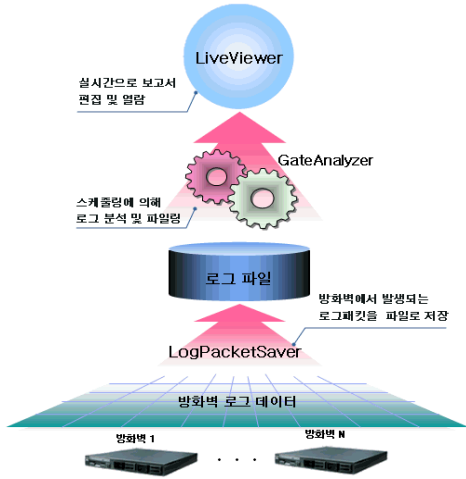 LiveViewer
실시간으로 보고서
편집 및 열람
GateAnalyzer
스케줄링에 의해
로그 분석 및 파일링
로그 파일
방화벽에서 발생되는
로그패킷을 파일로 저장
LogPacketSaver
방화벽 로그 데이터
방화벽 1
방화벽 N
. . .